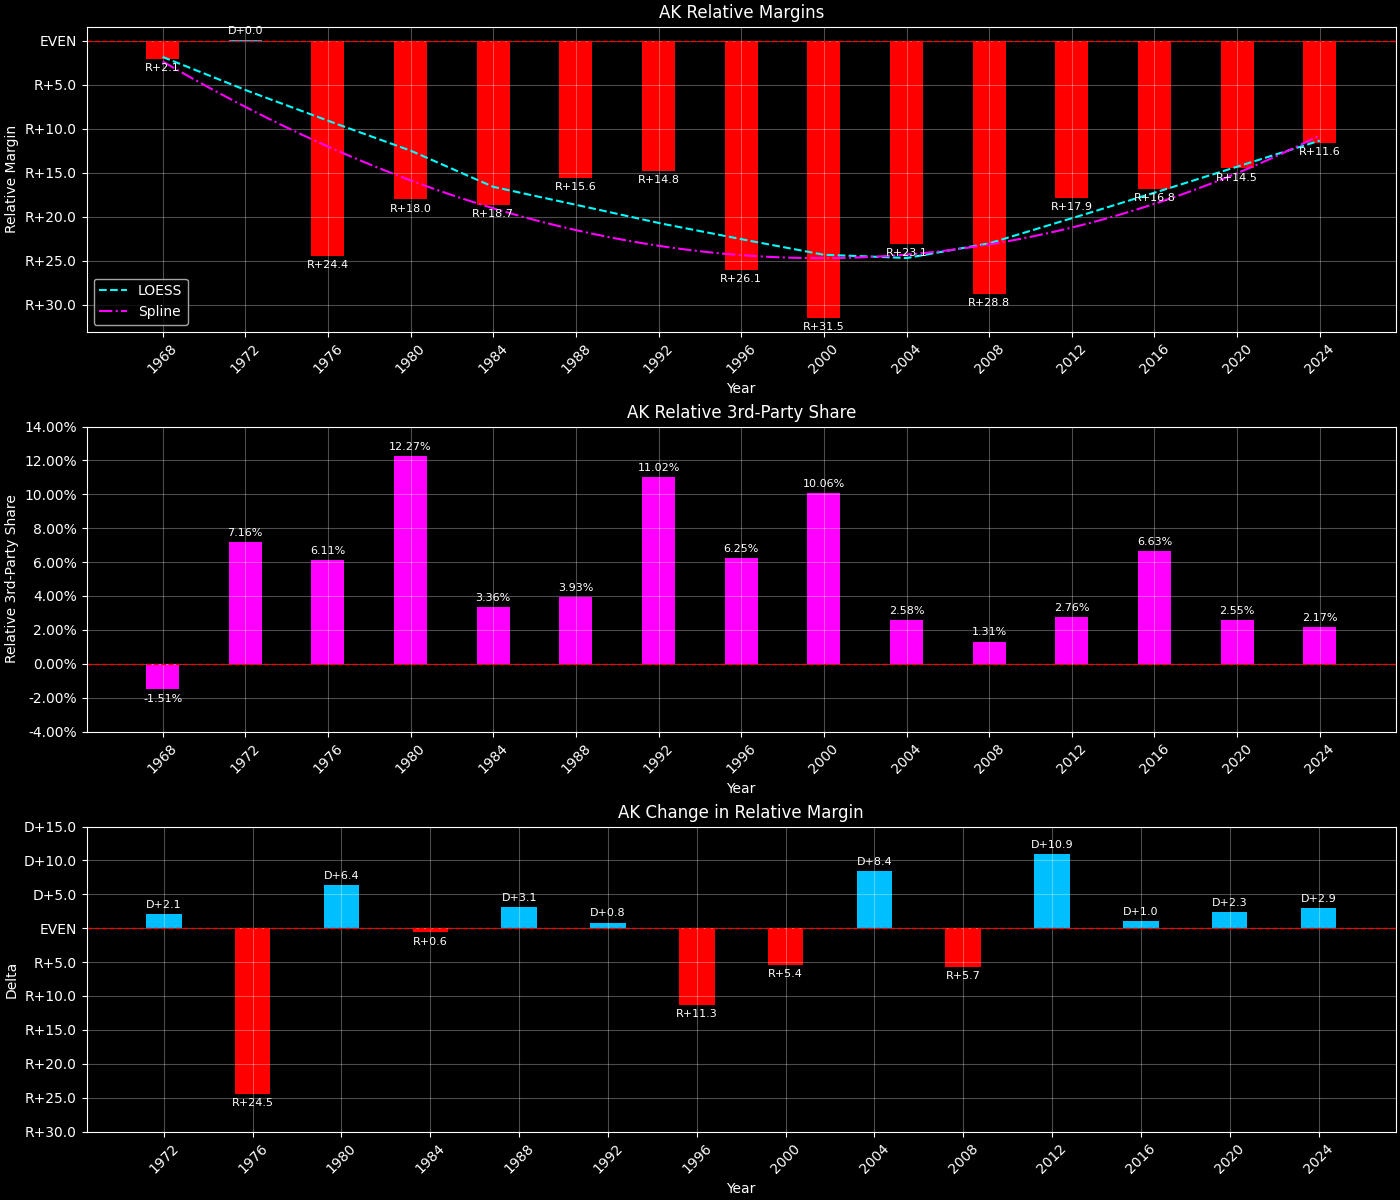 AK Relative Margins
Relative Margin
EVEN
R+5.0
R+10.0
R+15.0
R+20.0
R+25.0
R+30.0
R+2.1
D+0.0
R+24.4
R+18.0
R+18.7
R+15.6
R+14.8
R+26.1
R+31.5
R+23.1
R+28.8
R+17.9
R+16.8
R+14.5
R+11.6
LOESS
Spline
1968
1972
1976
1980
1984
1988
1992
1996
2000
2004
2008
2012
2016
2020
2024
Year
AK Relative 3rd-Party Share
Relative 3rd-Party Share
14.00%
12.00%
10.00%
8.00%
6.00%
4.00%
2.00%
0.00%
-2.00%
-4.00%
-1.51%
7.16%
6.11%
12.27%
3.36%
3.93%
11.02%
6.25%
10.06%
2.58%
1.31%
2.76%
6.63%
2.55%
2.17%
1968
1972
1976
1980
1984
1988
1992
1996
2000
2004
2008
2012
2016
2020
2024
Year
AK Change in Relative Margin
Delta
D+15.0
D+10.0
D+5.0
EVEN
R+5.0
R+10.0
R+15.0
R+20.0
R+25.0
R+30.0
D+2.1
R+24.5
D+6.4
R+0.6
D+3.1
D+0.8
R+11.3
R+5.4
D+8.4
R+5.7
D+10.9
D+1.0
D+2.3
D+2.9
1972
1976
1980
1984
1988
1992
1996
2000
2004
2008
2012
2016
2020
2024
Year